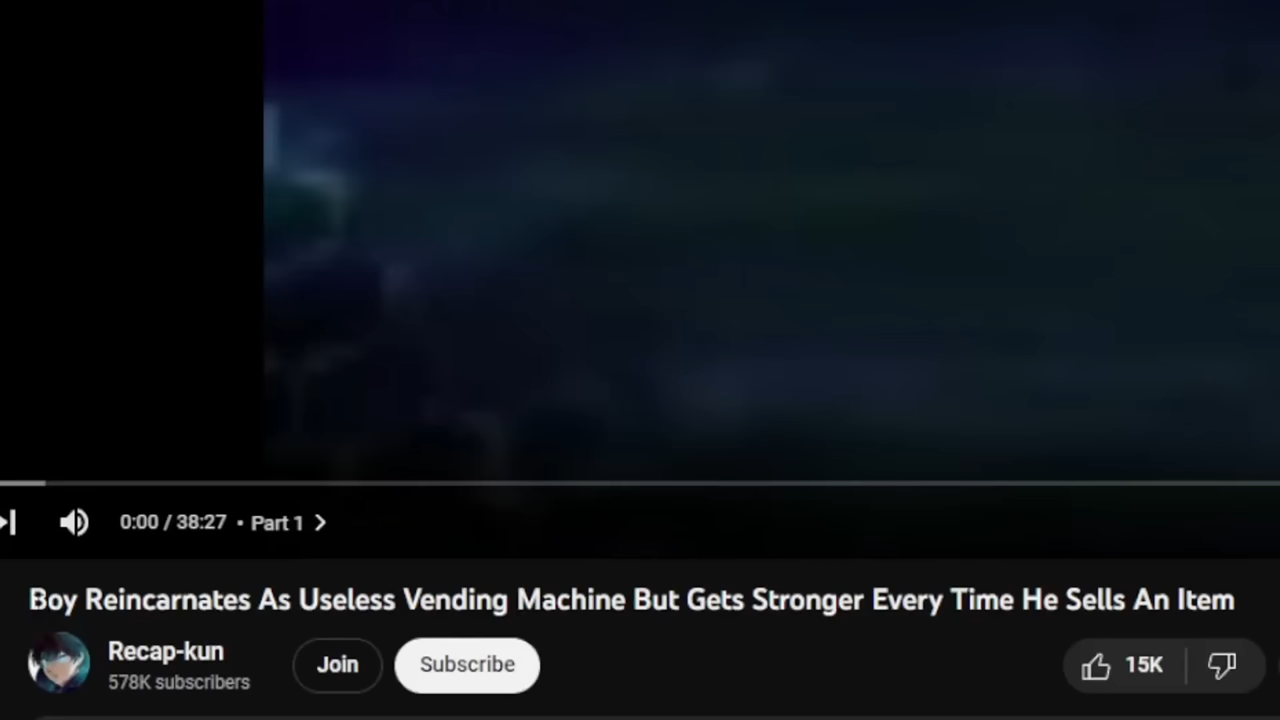 0:00 / 38:27 • Part 1 >
Boy Reincarnates As Useless Vending Machine But Gets Stronger Every Time He Sells An Item
Recap-kun
578K subscribers
Join
Subscribe
15K